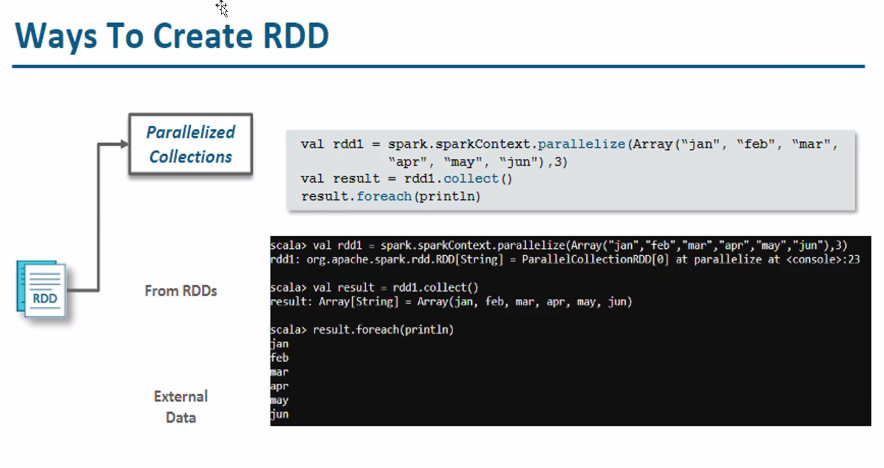 Ways To Create RDD
Parallelized
Collections
val rdd1 = spark.sparkContext.parallelize(Array(“jan”, “feb”, “mar”,
“apr”, “may”, “jun”),3)
val result = rdd1.collect()
result.foreach(println)
RDD
From RDDs
External
Data
scala> val rdd1 = spark.sparkContext.parallelize(Array("jan","feb","mar","apr","may","jun"),3)
rdd1: org.apache.spark.rdd.RDD[String] = ParallelCollectionRDD[0] at parallelize at <console>:23
scala> val result = rdd1.collect()
result: Array[String] = Array(jan, feb, mar, apr, may, jun)
scala> result.foreach(println)
jan
feb
mar
apr
may
jun